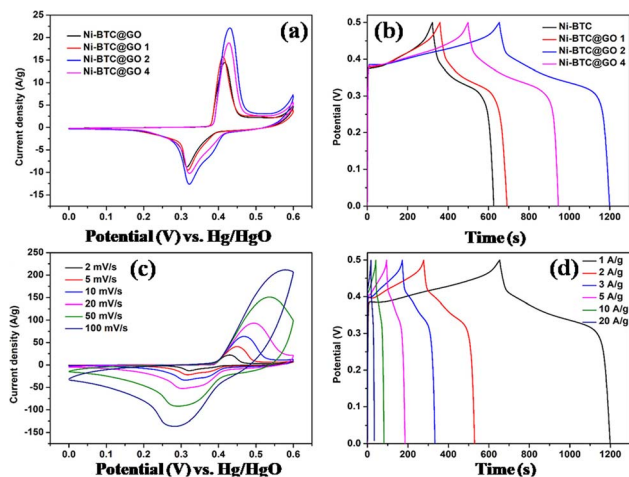 Ni-BTC@GO
Ni-BTC@GO 1
Ni-BTC@GO 2
Ni-BTC@GO 4
(a)
Current density (A/g)
25
20
15
10
5
0
5
10
15
0.0 0.1 0.2 0.3 0.4 0.5 0.6
Potential (V) vs. Hg/HgO
Ni-BTC
Ni-BTC@GO 1
Ni-BTC@GO 2
Ni-BTC@GO 4
(b)
Potential (V)
0.5
0.4
0.3
0.2
0.1
0.0
0 200 400 600 800 1000 1200
Time (s)
2 mV/s
5 mV/s
10 mV/s
20 mV/s
50 mV/s
100 mV/s
(c)
Current density (A/g)
250
200
150
100
50
0
-50
-100
-150
0.0 0.1 0.2 0.3 0.4 0.5 0.6
Potential (V) vs. Hg/HgO
1 A/g
2 A/g
3 A/g
5 A/g
10 A/g
20 A/g
(d)
Potential (V)
0.5
0.4
0.3
0.2
0.1
0.0
0 200 400 600 800 1000 1200
Time (s)